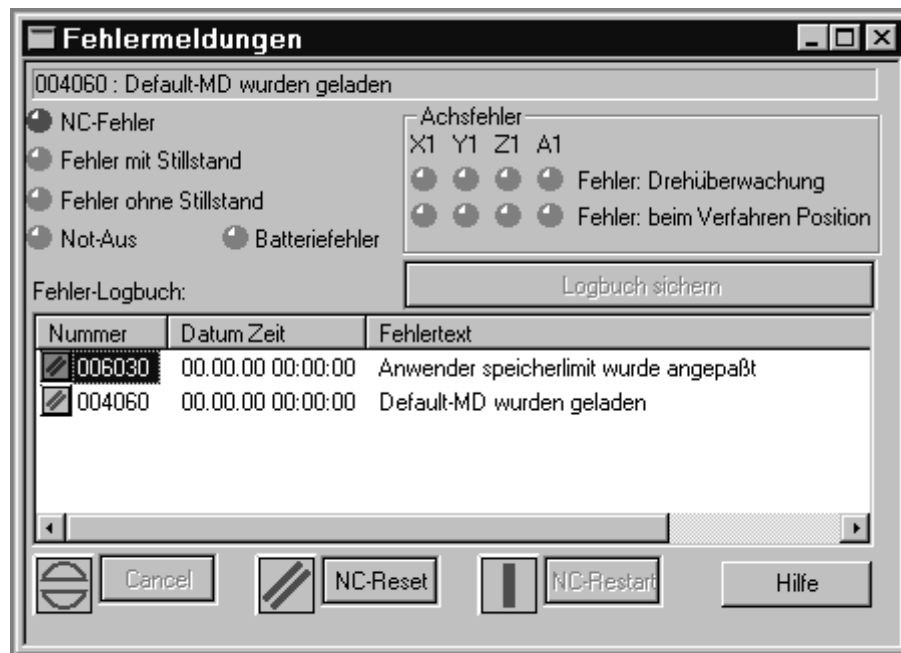 Fehlermeldungen
004060 : Default-MD wurden geladen
NC-Fehler
Fehler mit Stillstand
Fehler ohne Stillstand
Not-Aus Batteriefehler
Achsfehler
X1 Y1 Z1 A1
Fehler: Drehüberwachung
Fehler: beim Verfahren Position
Logbuch sichern
Fehler-Logbuch:
Nummer Datum Zeit Fehlertext
006030 00.00.00 00:00:00 Anwender speicherlimit wurde angepaßt
004060 00.00.00 00:00:00 Default-MD wurden geladen
Cancel NC-Reset NC-Restart Hilfe